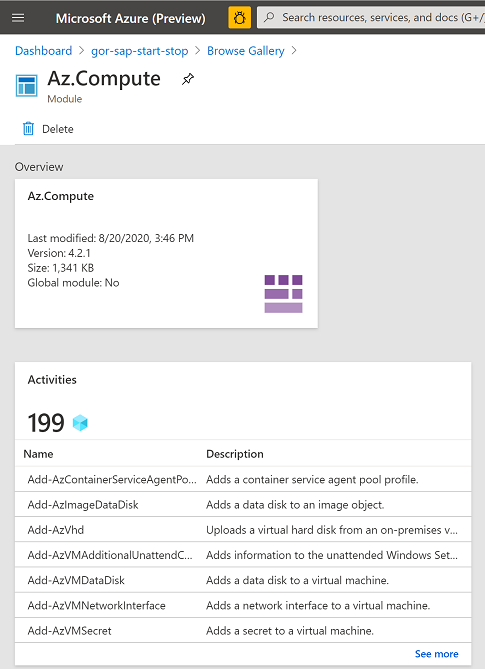 Microsoft Azure (Preview) Search resources, services, and docs (G+/
Dashboard > gor-sap-start-stop > Browse Gallery >
Az.Compute
Module
Delete
Overview
Az.Compute
Last modified: 8/20/2020, 3:46 PM
Version: 4.2.1
Size: 1,341 KB
Global module: No
Activities
199
Name Description
Add-AzContainerServiceAgentPo... Adds a container service agent pool profile.
Add-AzImageDataDisk Adds a data disk to an image object.
Add-AzVhd Uploads a virtual hard disk from an on-premises v...
Add-AzVMAdditionalUnattendC... Adds information to the unattended Windows Set...
Add-AzVMDataDisk Adds a data disk to a virtual machine.
Add-AzVMNetworkInterface Adds a network interface to a virtual machine.
Add-AzVMSecret Adds a secret to a virtual machine.
See more